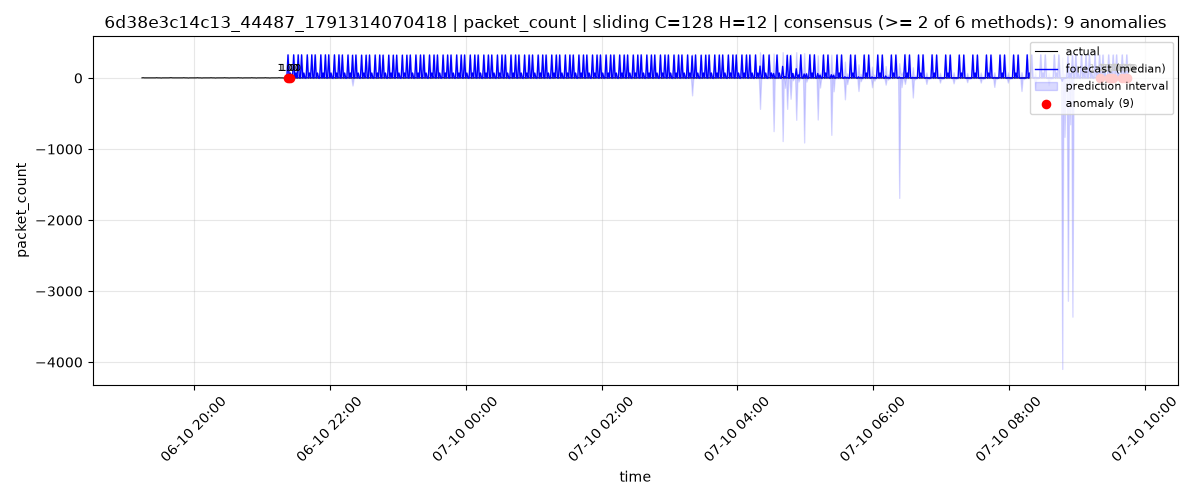 6d38e3c14c13_44487_1791314070418 | packet_count | sliding C=128 H=12 | consensus (>= 2 of 6 methods): 9 anomalies
actual
forecast (median)
prediction interval
anomaly (9)
packet_count
0
−1000
−2000
−3000
−4000
06-10 20:00
06-10 22:00
07-10 00:00
07-10 02:00
07-10 04:00
07-10 06:00
07-10 08:00
07-10 10:00
time